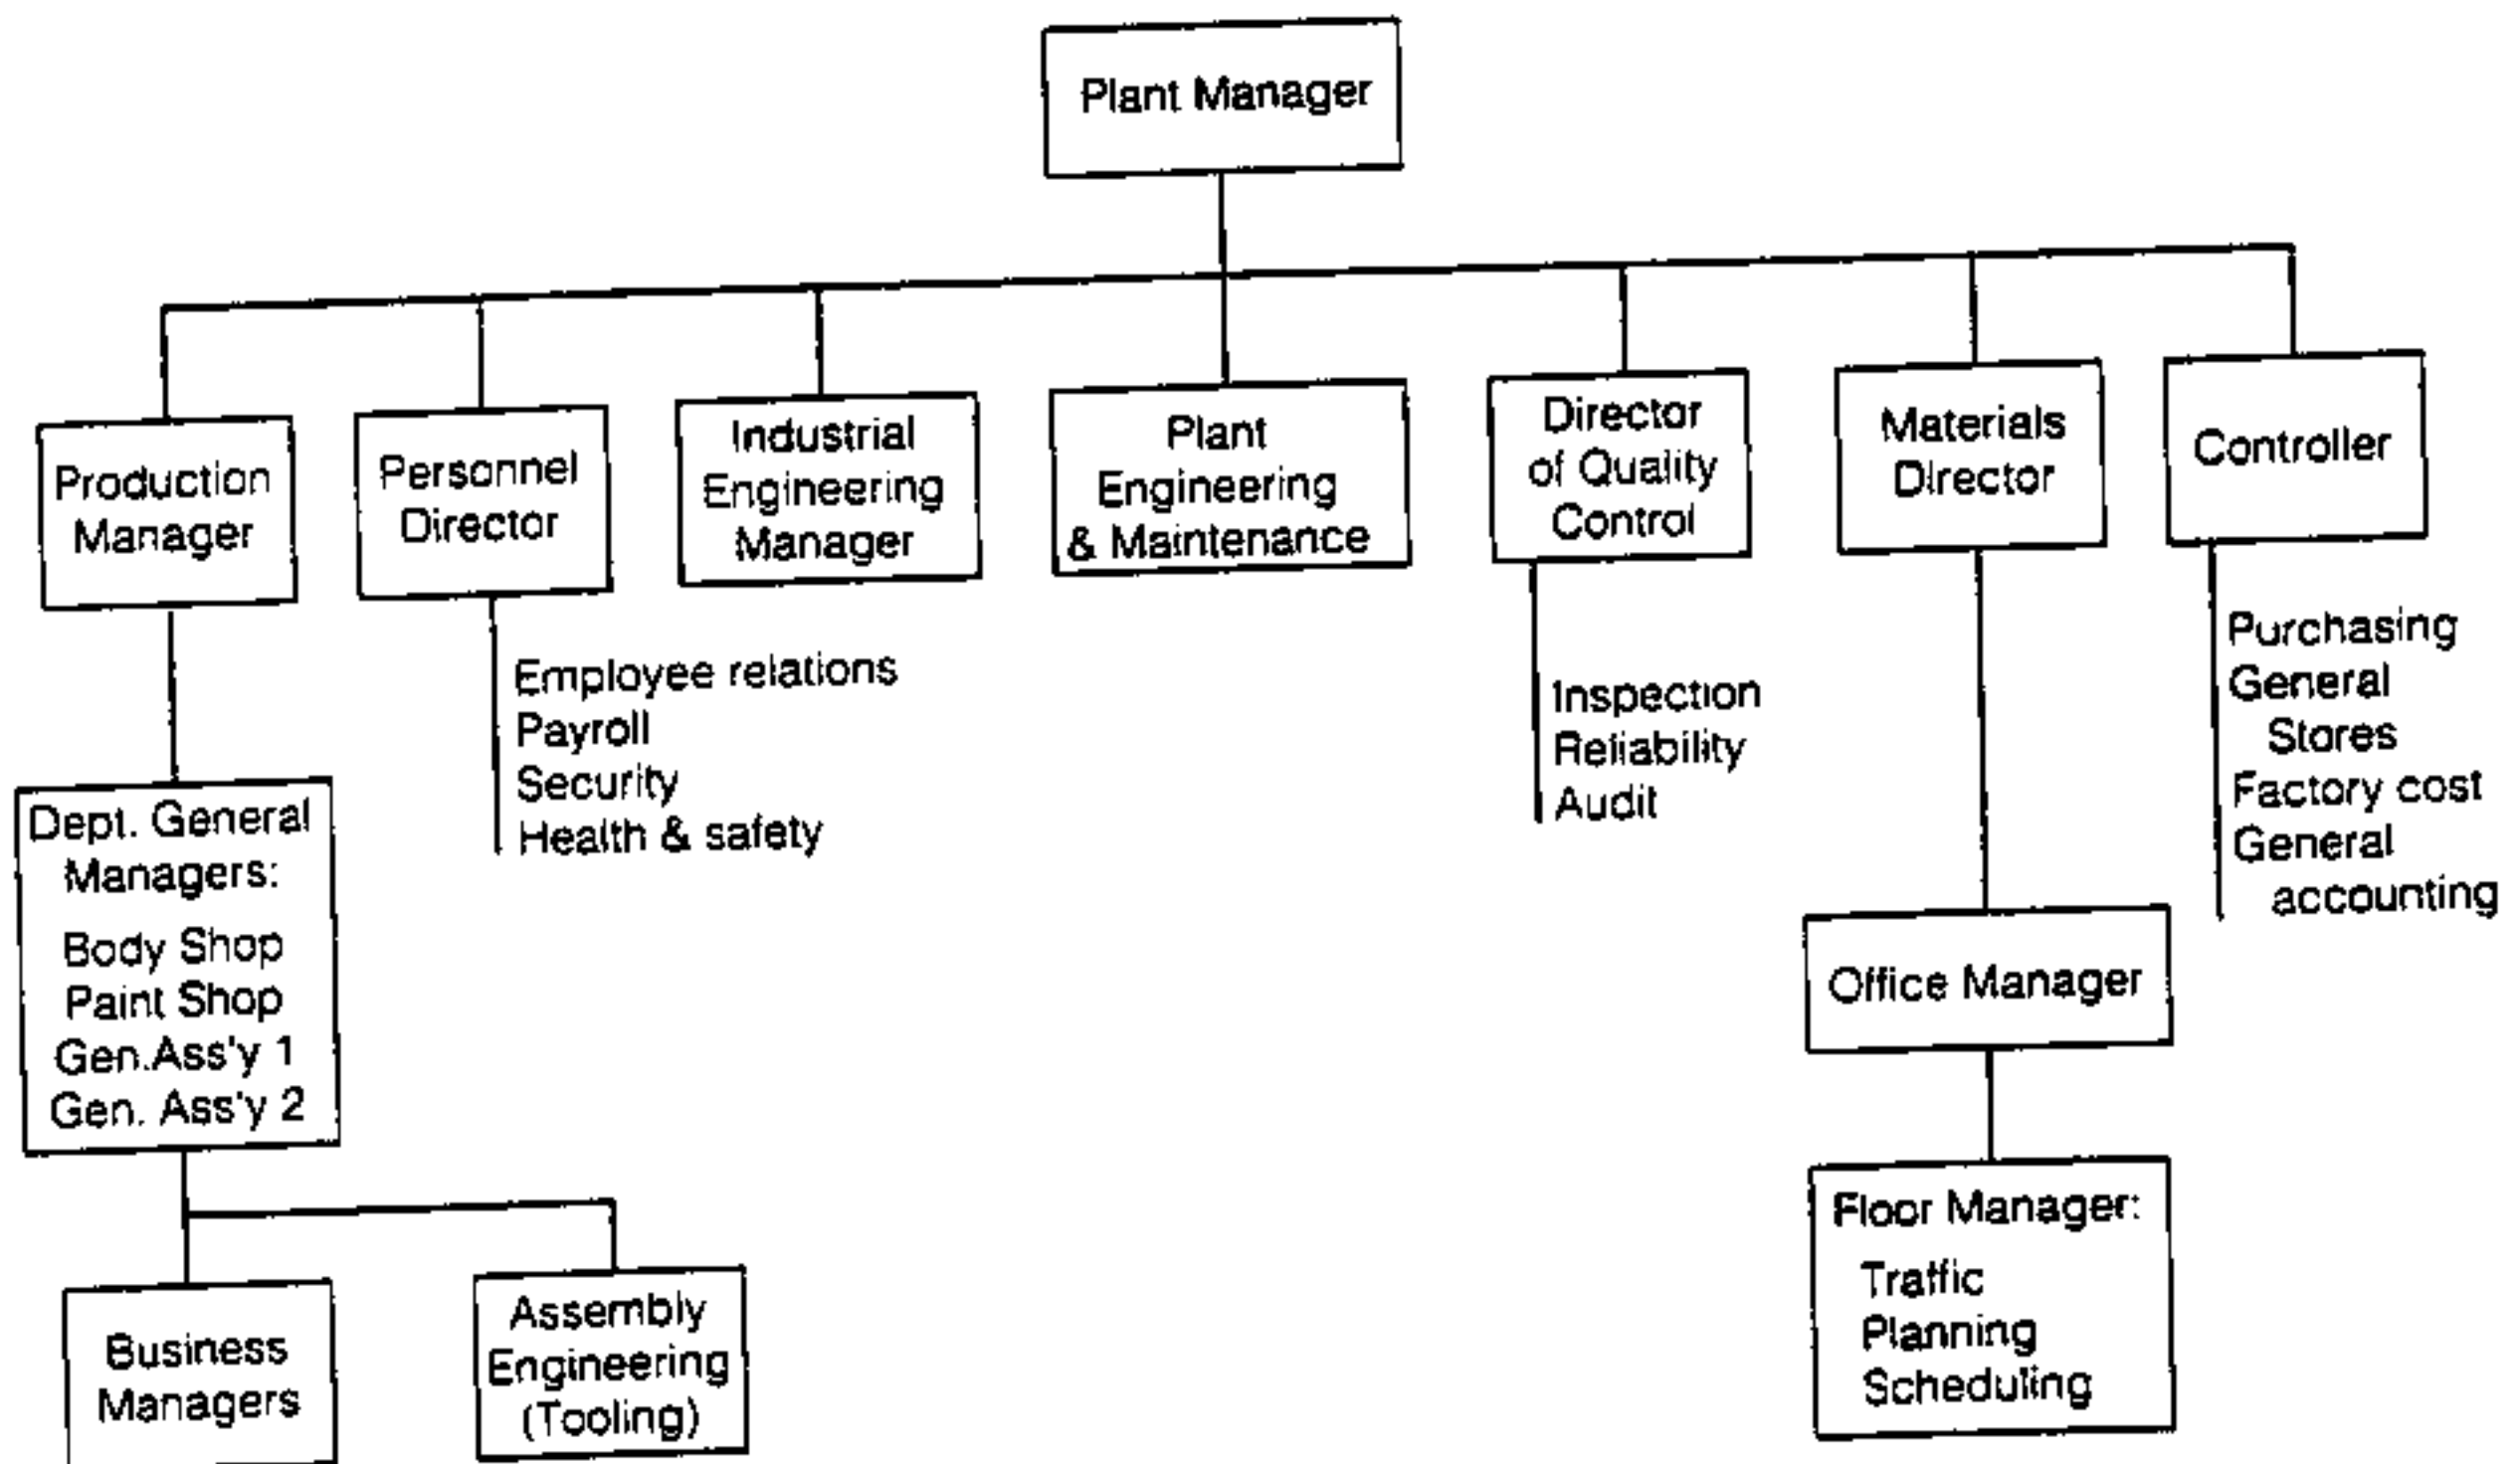 Plant Manager
Production
Manager
Personnel
Director
Industrial
Engineering
Manager
Plant
Engineering
& Maintenance
Director
of Quality
Control
Materials
Director
Controller
Employee relations
Payroll
Security
Health & safety
Inspection
Reliability
Audit
Purchasing
General
Stores
Factory cost
General
accounting
Dept. General
Managers:
Body Shop
Paint Shop
Gen.Ass'y 1
Gen. Ass'y 2
Office Manager
Business
Managers
Assembly
Engineering
(Tooling)
Floor Manager:
Traffic
Planning
Scheduling